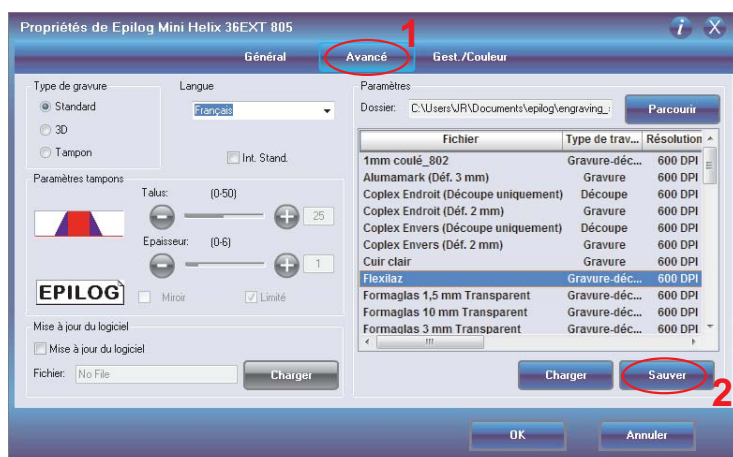 Propriétés de Epilog Mini Helix 36EXT 805
1
i X
Général Avancé Gest./Couleur
Type de gravure
Standard
3D
Tampon
Langue
Français
Int. Stand.
Paramètres tampons
Talus: (0-50)
25
Epaisseur: (0-6)
1
EPILOG
Miroir Limité
Mise à jour du logiciel
Mise à jour du logiciel
Fichier: No File Charger
Paramètres
Dossier: C:\Users\JR\Documents\epilog\engraving_ Parcourir
Fichier Type de trav... Résolution
1mm coulé_802 Gravure-déc... 600 DPI
Alumamark (Déf. 3 mm) Gravure 600 DPI
Coplex Endroit (Découpe uniquement) Découpe 600 DPI
Coplex Endroit (Déf. 2 mm) Gravure 600 DPI
Coplex Envers (Découpe uniquement) Découpe 600 DPI
Coplex Envers (Déf. 2 mm) Gravure 600 DPI
Cuir clair Gravure 600 DPI
Flexilaz Gravure-déc... 600 DPI
Formaglas 1,5 mm Transparent Gravure-déc... 600 DPI
Formaglas 10 mm Transparent Gravure-déc... 600 DPI
Formaglas 3 mm Transparent Gravure-déc... 600 DPI
Charger Sauver
2
OK Annuler